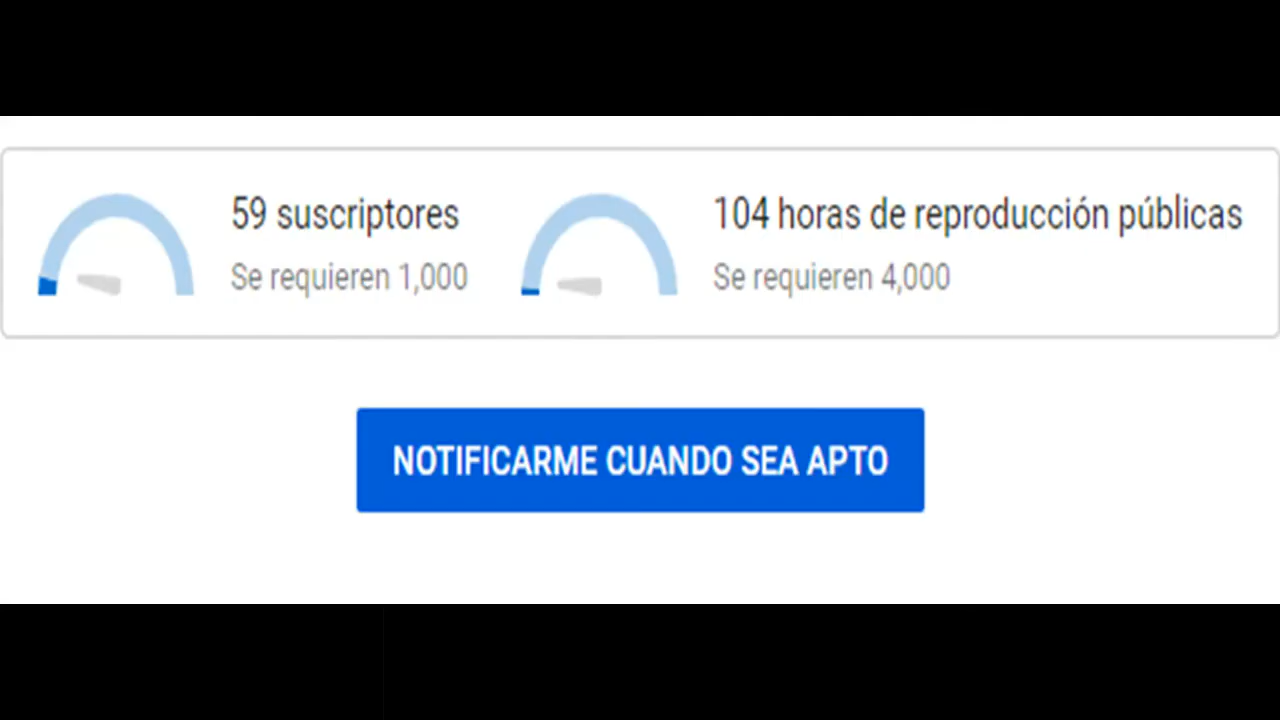 59 suscriptores
Se requieren 1,000
104 horas de reproducción públicas
Se requieren 4,000
NOTIFICARME CUANDO SEA APTO